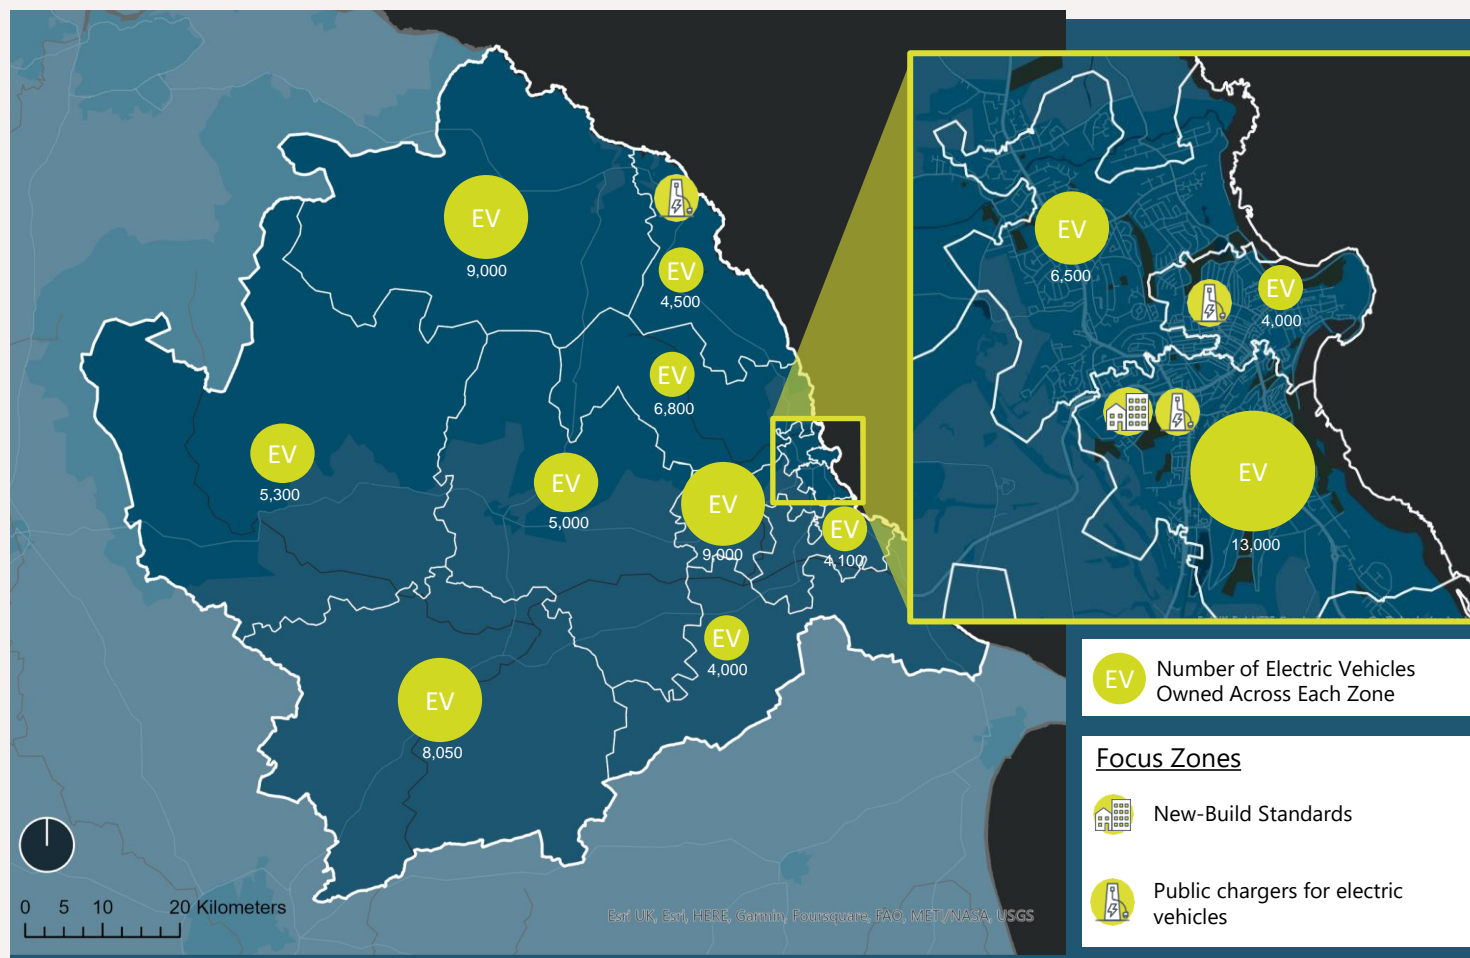 EV
9,000
EV
4,500
EV
6,800
EV
5,300
EV
5,000
EV
9,000
EV
4,100
EV
4,000
EV
8,050
EV
6,500
EV
4,000
EV
13,000
EV
Number of Electric Vehicles
Owned Across Each Zone
Focus Zones
New-Build Standards
Public chargers for electric
vehicles
0 5 10 20 Kilometers
Esri UK, Esri, HERE, Garmin, Foursquare, FAO, METI/NASA, USGS